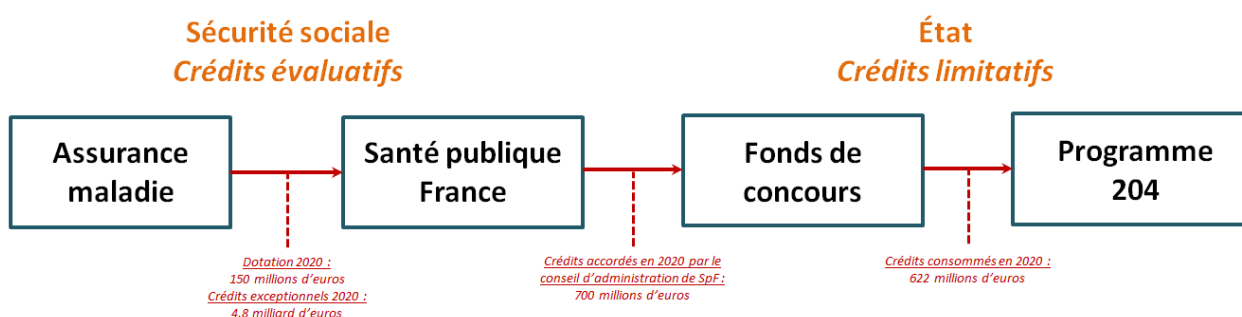 Sécurité sociale
Crédits évaluatifs
État
Crédits limitatifs
Assurance
maladie
Santé publique
France
Fonds de
concours
Programme
204
Dotation 2020 :
150 millions d’euros
Crédits exceptionnels 2020 :
4,8 milliard d’euros
Crédits accordés en 2020 par le
conseil d’administration de SpF :
700 millions d’euros
Crédits consommés en 2020 :
622 millions d’euros